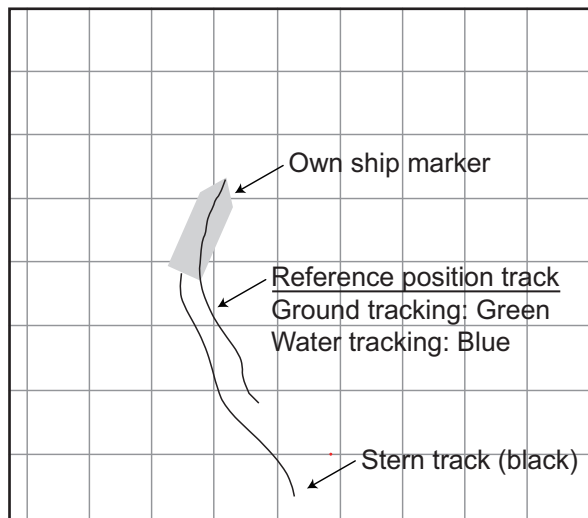 Own ship marker
Reference position track
Ground tracking: Green
Water tracking: Blue
Stern track (black)